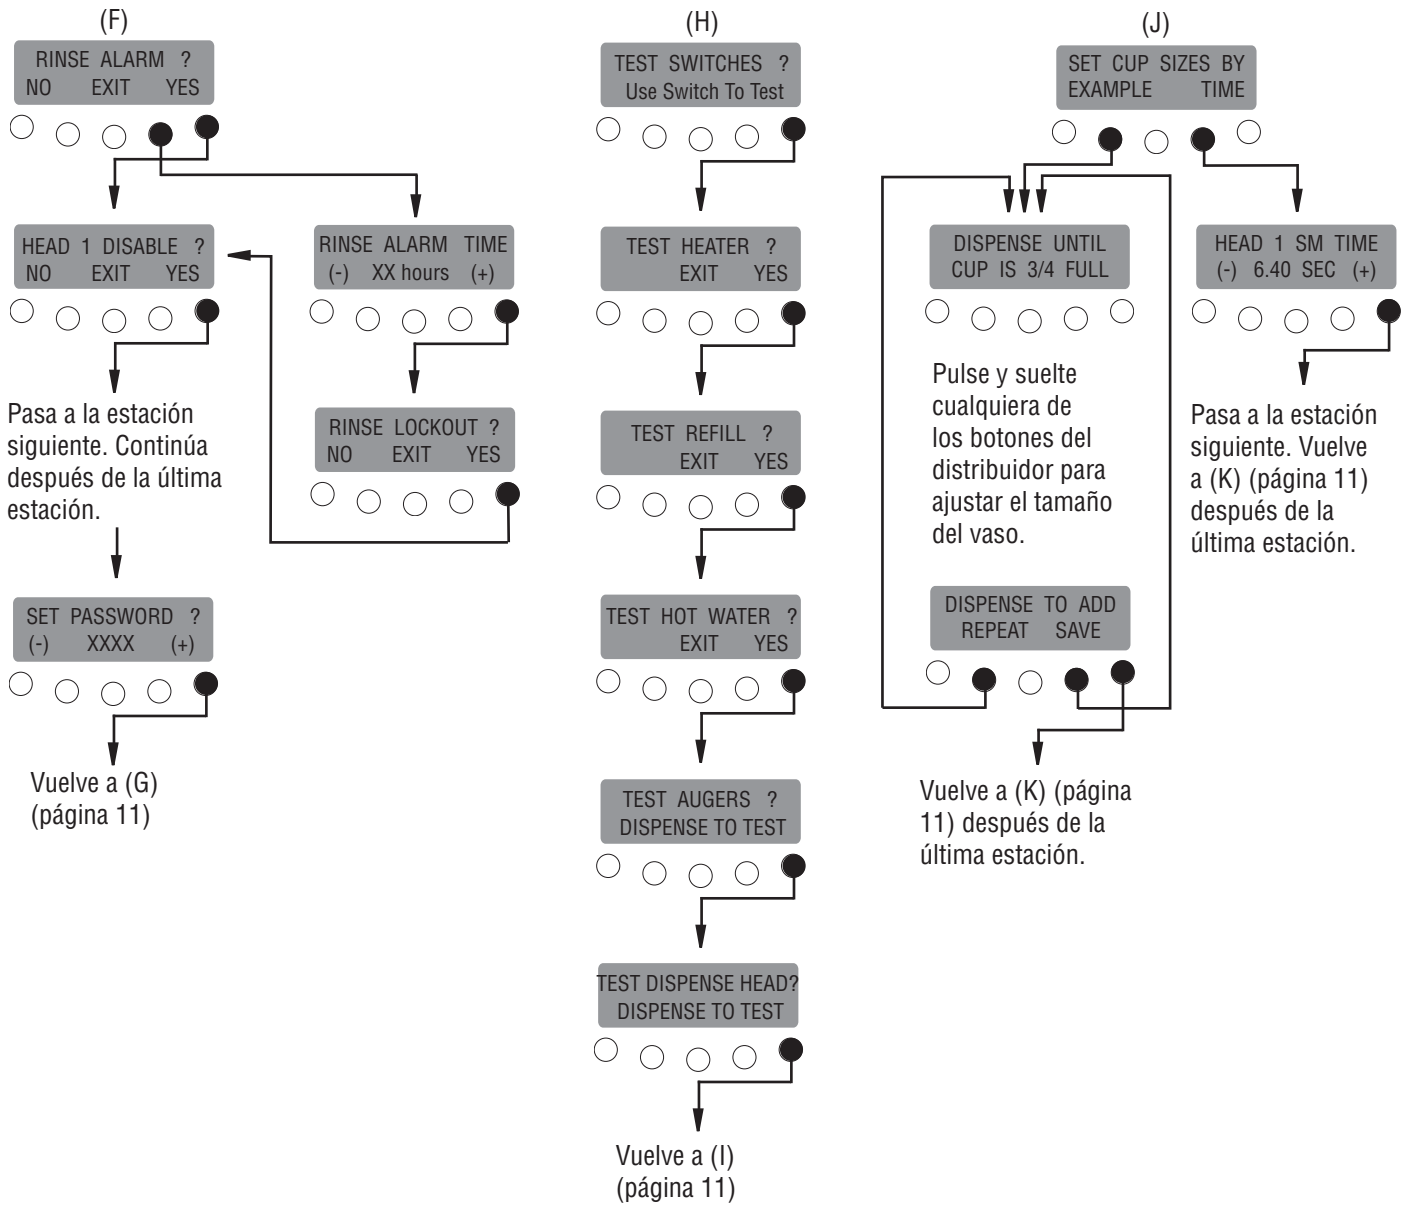 (F)
RINSE ALARM ?
NO EXIT YES
HEAD 1 DISABLE ?
NO EXIT YES
RINSE ALARM TIME
(-) XX hours (+)
Pasa a la estación
siguiente. Continúa
después de la última
estación.
RINSE LOCKOUT ?
NO EXIT YES
SET PASSWORD ?
(-) XXXX (+)
Vuelve a (G)
(página 11)
(H)
TEST SWITCHES ?
Use Switch To Test
TEST HEATER ?
EXIT YES
TEST REFILL ?
EXIT YES
TEST HOT WATER ?
EXIT YES
TEST AUGERS ?
DISPENSE TO TEST
TEST DISPENSE HEAD?
DISPENSE TO TEST
Vuelve a (I)
(página 11)
(J)
SET CUP SIZES BY
EXAMPLE TIME
DISPENSE UNTIL
CUP IS 3/4 FULL
Pulse y suelte
cualquiera de
los botones del
distribuidor para
ajustar el tamaño
del vaso.
DISPENSE TO ADD
REPEAT SAVE
Vuelve a (K) (página
11) después de la
última estación.
HEAD 1 SM TIME
(-) 6.40 SEC (+)
Pasa a la estación
siguiente. Vuelve
a (K) (página 11)
después de la
última estación.